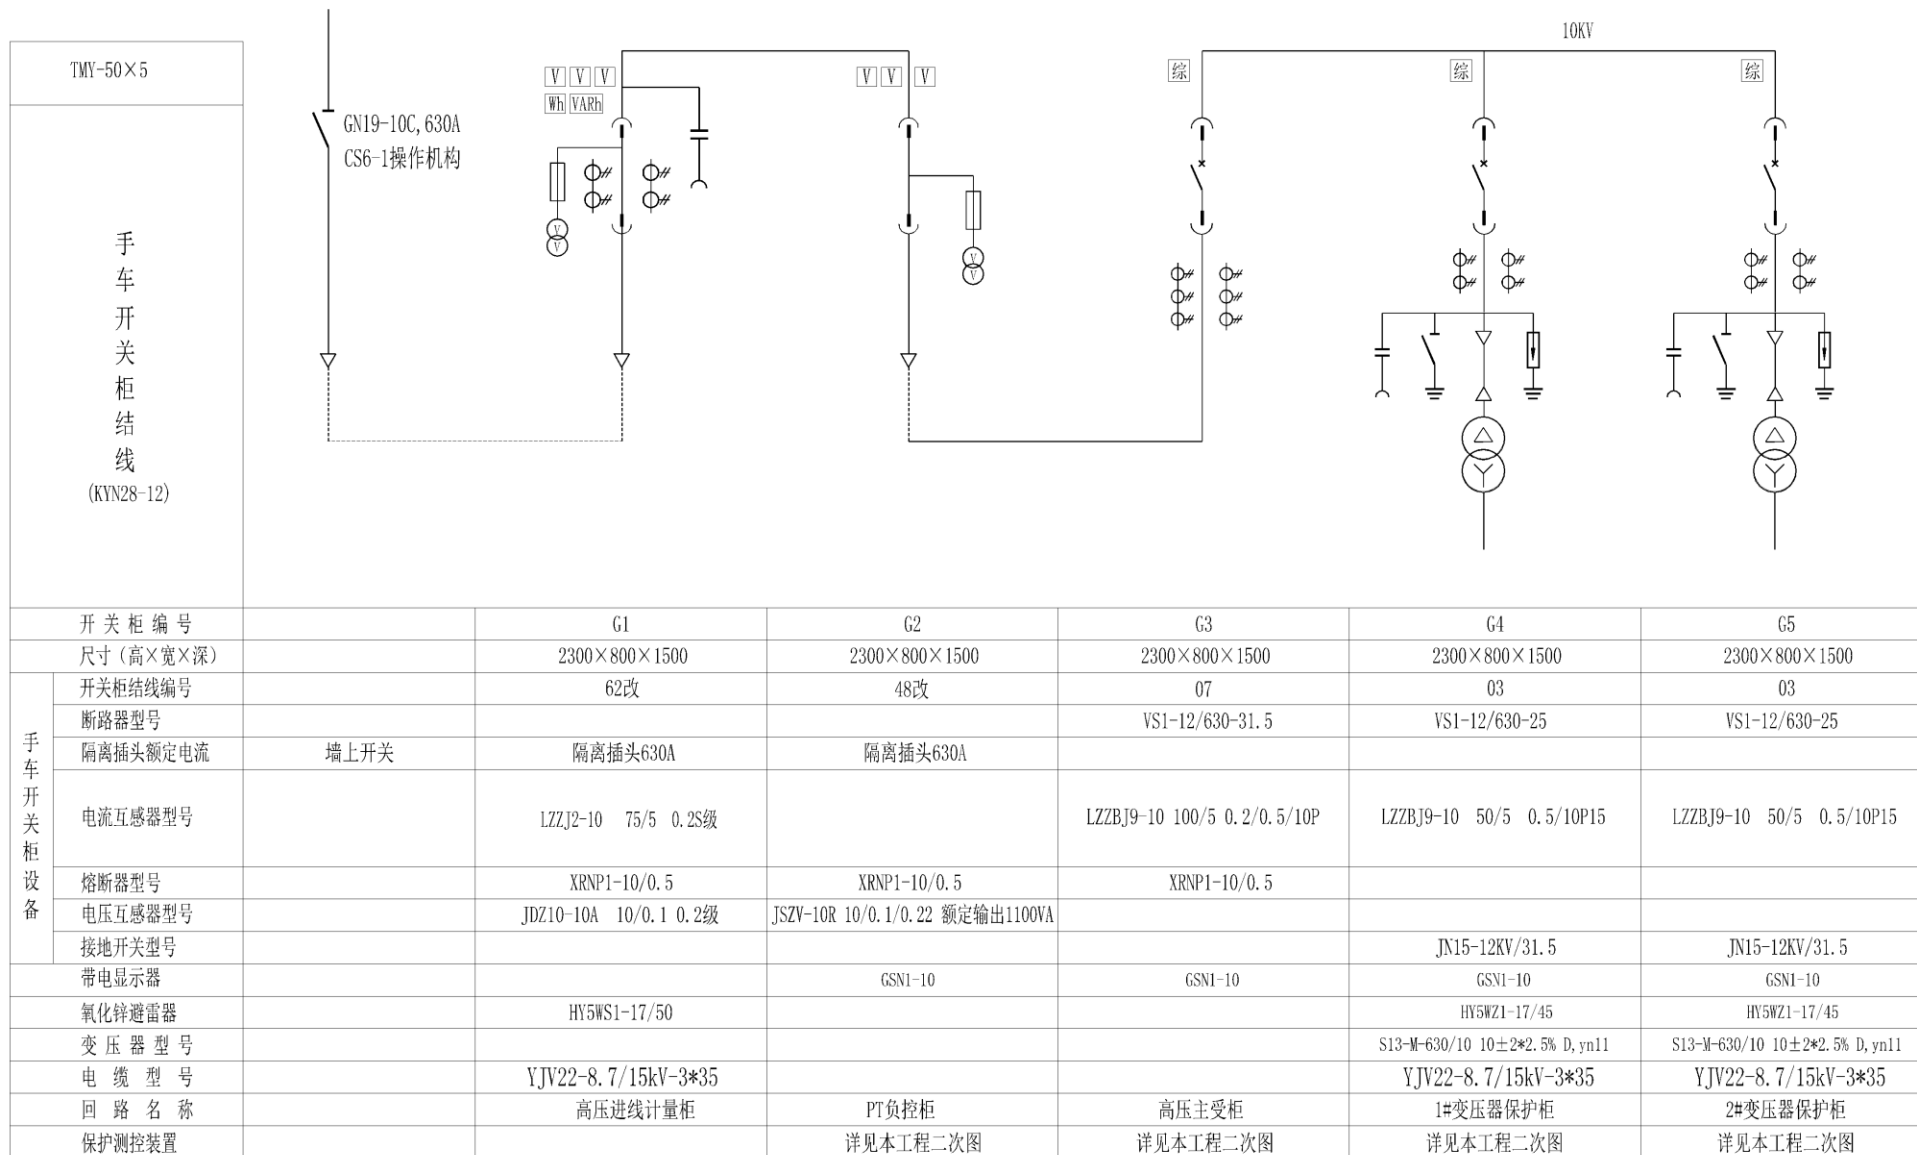 10KV
TMY-50×5
V V V
Wh VARh
V V V
综
综
综
GN19-10C,630A
CS6-1操作机构
V
V
V
V
手车开关柜结线
(KYN28-12)
开关柜编号 G1 G2 G3 G4 G5
尺寸(高×宽×深) 2300×800×1500 2300×800×1500 2300×800×1500 2300×800×1500 2300×800×1500
手车开关柜设备
开关柜结线编号 62改 48改 07 03 03
断路器型号 VS1-12/630-31.5 VS1-12/630-25 VS1-12/630-25
隔离插头额定电流 墙上开关 隔离插头630A 隔离插头630A
电流互感器型号 LZZJ2-10 75/5 0.2S级 LZZBJ9-10 100/5 0.2/0.5/10P LZZBJ9-10 50/5 0.5/10P15 LZZBJ9-10 50/5 0.5/10P15
熔断器型号 XRNP1-10/0.5 XRNP1-10/0.5 XRNP1-10/0.5
电压互感器型号 JDZ10-10A 10/0.1 0.2级 JSZV-10R 10/0.1/0.22 额定输出1100VA
接地开关型号 JN15-12KV/31.5 JN15-12KV/31.5
带电显示器 GSN1-10 GSN1-10 GSN1-10 GSN1-10
氧化锌避雷器 HY5WS1-17/50 HY5WZ1-17/45 HY5WZ1-17/45
变压器型号 S13-M-630/10 10±2*2.5% D,yn11 S13-M-630/10 10±2*2.5% D,yn11
电缆型号 YJV22-8.7/15kV-3*35 YJV22-8.7/15kV-3*35 YJV22-8.7/15kV-3*35
回路名称 高压进线计量柜 PT负控柜 高压主受柜 1#变压器保护柜 2#变压器保护柜
保护测控装置 详见本工程二次图 详见本工程二次图 详见本工程二次图 详见本工程二次图